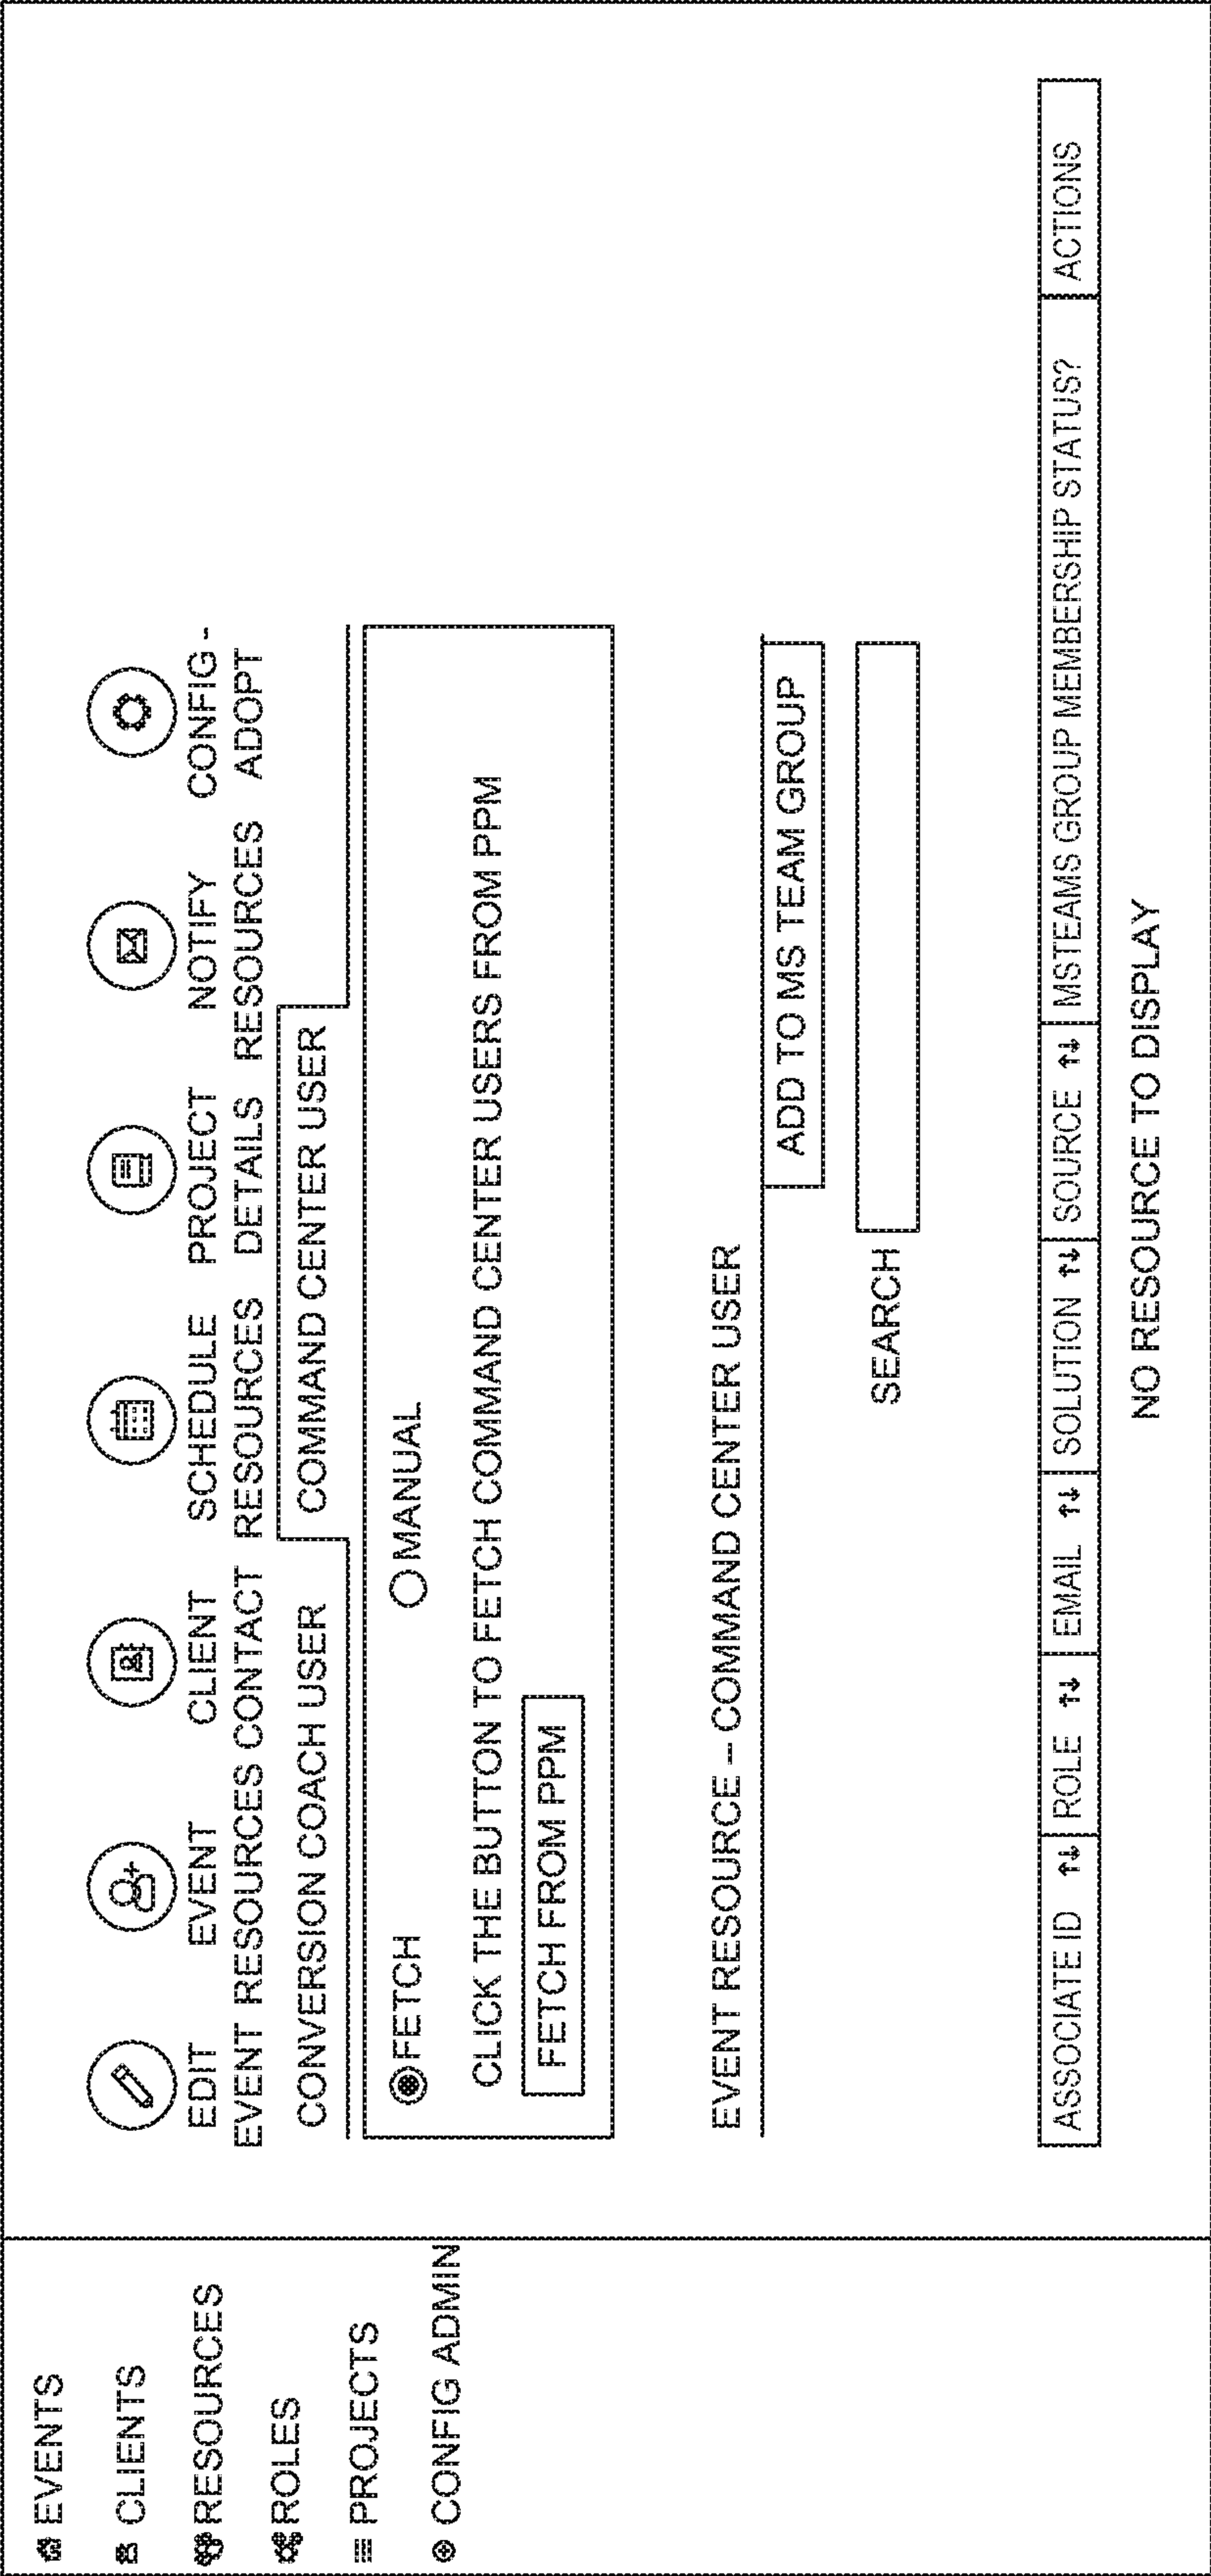 EVENTS
CLIENTS
RESOURCES
ROLES
PROJECTS
CONFIG ADMIN
EDIT EVENT CLIENT SCHEDULE PROJECT NOTIFY CONFIG -
EVENT RESOURCES CONTACT RESOURCES DETAILS RESOURCES ADOPT
CONVERSION COACH USER COMMAND CENTER USER
FETCH MANUAL
CLICK THE BUTTON TO FETCH COMMAND CENTER USERS FROM PPM
FETCH FROM PPM
EVENT RESOURCE – COMMAND CENTER USER
ADD TO MS TEAM GROUP
SEARCH
ASSOCIATE ID ↑↓ ROLE ↑↓ EMAIL ↑↓ SOLUTION ↑↓ SOURCE ↑↓ MSTEAMS GROUP MEMBERSHIP STATUS? ACTIONS
NO RESOURCE TO DISPLAY